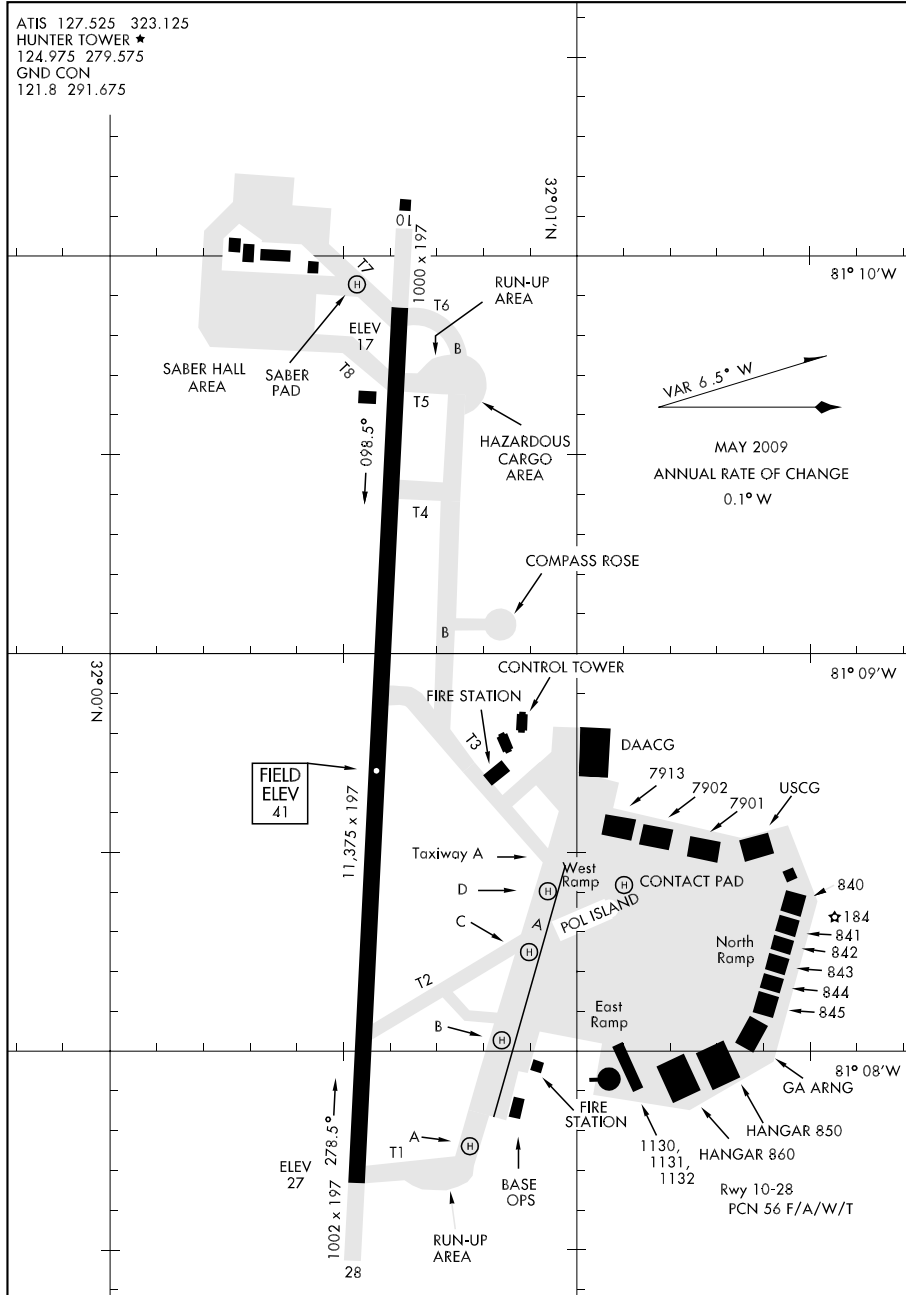 ATIS 127.525 323.125
HUNTER TOWER ★
124.975 279.575
GND CON
121.8 291.675
32° 01'N
10
1000 x 197
81° 10'W
T7
T6
RUN-UP
AREA
ELEV
17
B
SABER HALL
AREA
SABER
PAD
H
T8
T5
VAR 6.5° W
098.5°
HAZARDOUS
CARGO
AREA
MAY 2009
ANNUAL RATE OF CHANGE
0.1° W
T4
COMPASS ROSE
B
32° 00'N
81° 09'W
CONTROL TOWER
FIRE STATION
T3
DAACG
FIELD
ELEV
41
11,375 x 197
7913
7902
7901
USCG
Taxiway A
West
Ramp
D
H
H
CONTACT PAD
840
POL ISLAND
A
C
H
184
841
842
843
844
845
North
Ramp
T2
East
Ramp
B
H
81° 08'W
GA ARNG
FIRE
STATION
HANGAR 850
278.5°
A
H
T1
1130,
1131,
1132
HANGAR 860
ELEV
27
BASE
OPS
Rwy 10-28
PCN 56 F/A/W/T
1002 x 197
RUN-UP
AREA
28